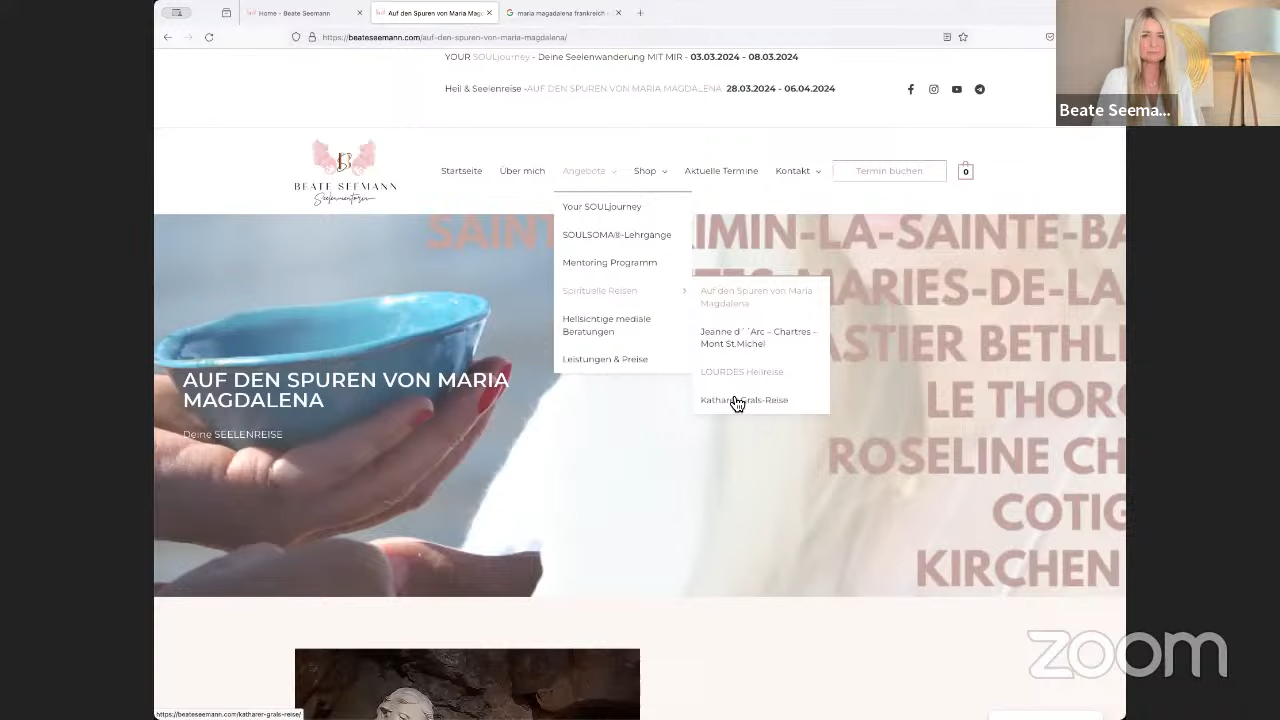 Home - Beate Seemann
Auf den Spuren von Maria Mag
maria magadalena frankreich -
https://beateseemann.com/auf-den-spuren-von-maria-magdalena/
YOUR SOULjourney - Deine Seelenwanderung MIT MIR - 03.03.2024 - 08.03.2024
Heil & Seelenreise -AUF DEN SPUREN VON MARIA MAGDALENA 28.03.2024 - 06.04.2024
Beate Seema...
B
BEATE SEEMANN
Seelenmentorin
Startseite
Über mich
Angebote
Shop
Aktuelle Termine
Kontakt
Termin buchen
0
Your SOULjourney
SOULSOMA®-Lehrgänge
Mentoring Programm
Spirituelle Reisen
Hellsichtige mediale
Beratungen
Leistungen & Preise
Auf den Spuren von Maria
Magdalena
Jeanne d´´Arc – Chartres –
Mont St.Michel
LOURDES Heilreise
Katharer-Grals-Reise
SAINT IMIN-LA-SAINTE-BA
TES-MARIES-DE-LA
ASTIER BETHL
LE THORO
ROSELINE CH
COTIG
KIRCHEN
AUF DEN SPUREN VON MARIA
MAGDALENA
Deine SEELENREISE
zoom
https://beateseemann.com/katharer-grals-reise/